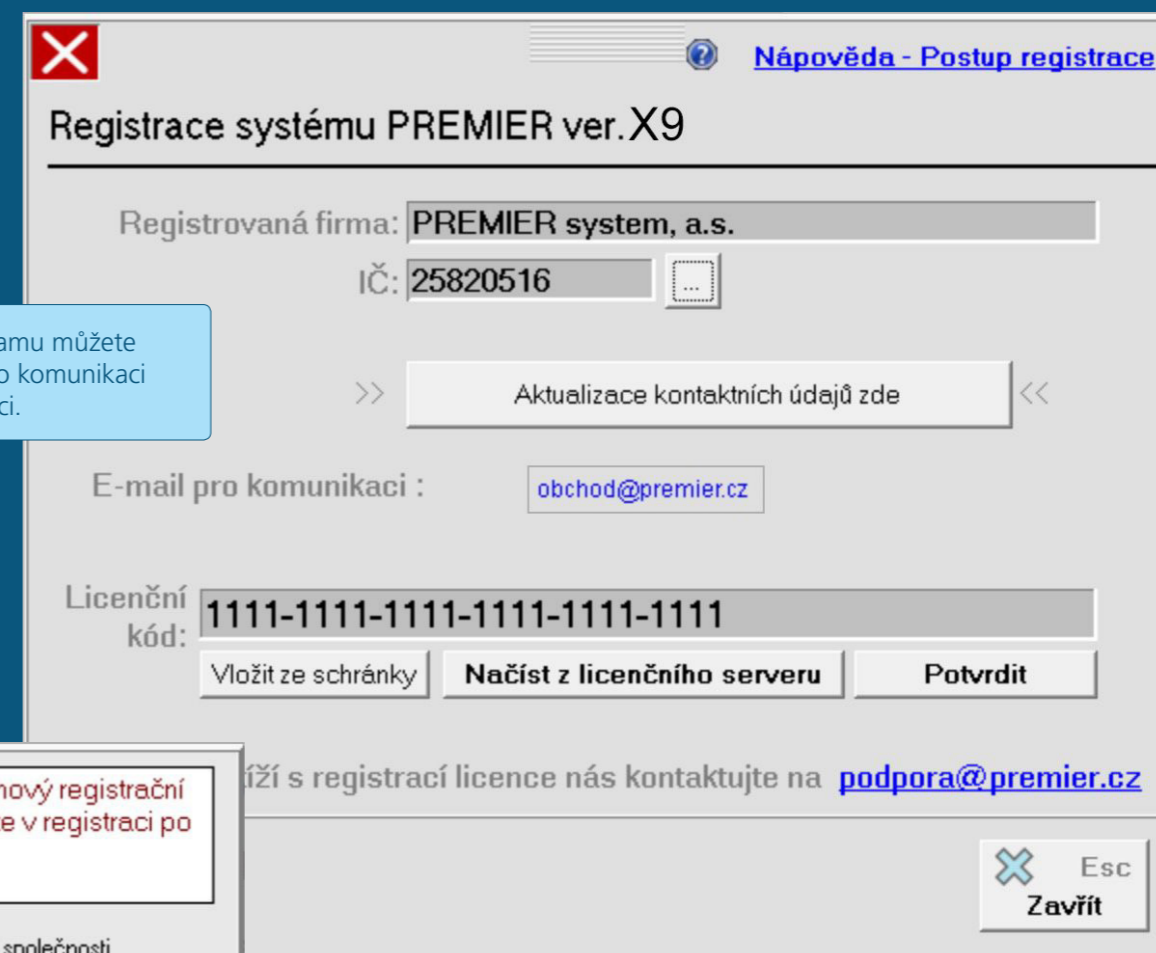 Nápověda - Postup registrace
Registrace systému PREMIER ver.X9
Registrovaná firma: PREMIER system, a.s.
IČ: 25820516 ...
amu můžete
o komunikaci
ci.
>> Aktualizace kontaktních údajů zde <<
E-mail pro komunikaci : obchod@premier.cz
Licenční
kód: 1111-1111-1111-1111-1111-1111
Vložit ze schránky Načíst z licenčního serveru Potvrdit
íží s registrací licence nás kontaktujte na podpora@premier.cz
nový registrační
te v registraci po
společnosti
Esc
Zavřít